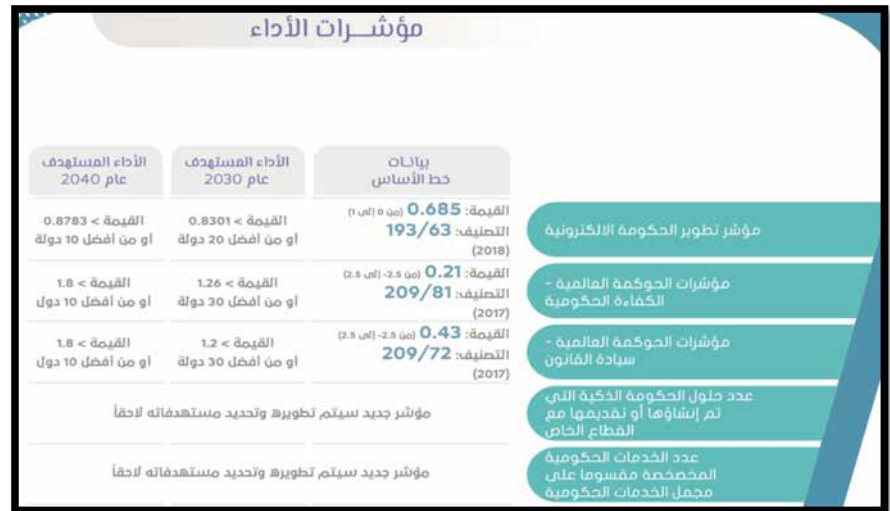 مؤشـــرات الأداء
بيانات
خط الأساس
الأداء المستهدف
عام 2030
الأداء المستهدف
عام 2040
مؤشر تطوير الحكومة الالكترونية
القيمة: 0.685 (من 0 إلى 1)
التصنيف: 193/63
(2018)
القيمة > 0.8301
أو من أفضل 20 دولة
القيمة > 0.8783
أو من أفضل 10 دولة
مؤشرات الحوكمة العالمية -
الكفاءة الحكومية
القيمة: 0.21 (من 2.5- إلى 2.5)
التصنيف: 209/81
(2017)
القيمة > 1.26
أو من أفضل 30 دولة
القيمة > 1.8
أو من أفضل 10 دول
مؤشرات الحوكمة العالمية -
سيادة القانون
القيمة: 0.43 (من 2.5- إلى 2.5)
التصنيف: 209/72
(2017)
القيمة > 1.2
أو من أفضل 30 دولة
القيمة > 1.8
أو من أفضل 10 دول
عدد حلول الحكومة الذكية التي
تم إنشاؤها أو تقديمها مع
القطاع الخاص
مؤشر جديد سيتم تطويره وتحديد مستهدفاته لاحقاً
عدد الخدمات الحكومية
المخصخصة مقسوما على
مجمل الخدمات الحكومية
مؤشر جديد سيتم تطويره وتحديد مستهدفاته لاحقاً